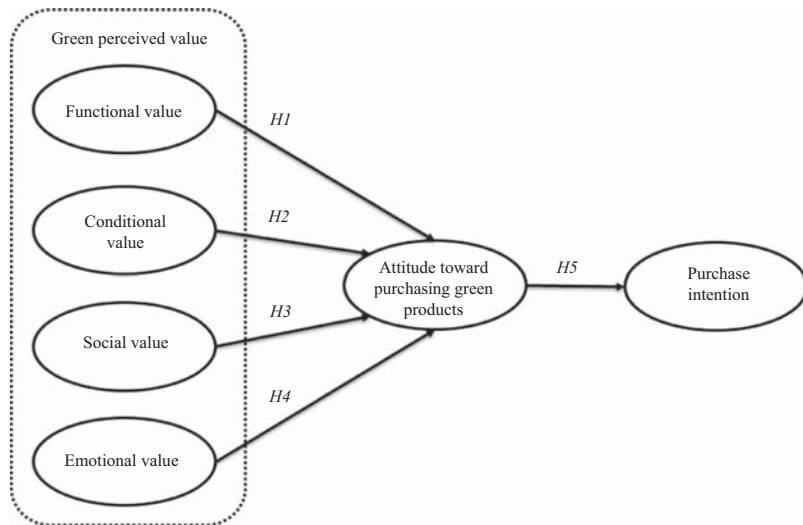 Green perceived value
Functional value
H1
Conditional
value
H2
Attitude toward
purchasing green
products
H5
Purchase
intention
Social value
H3
H4
Emotional value